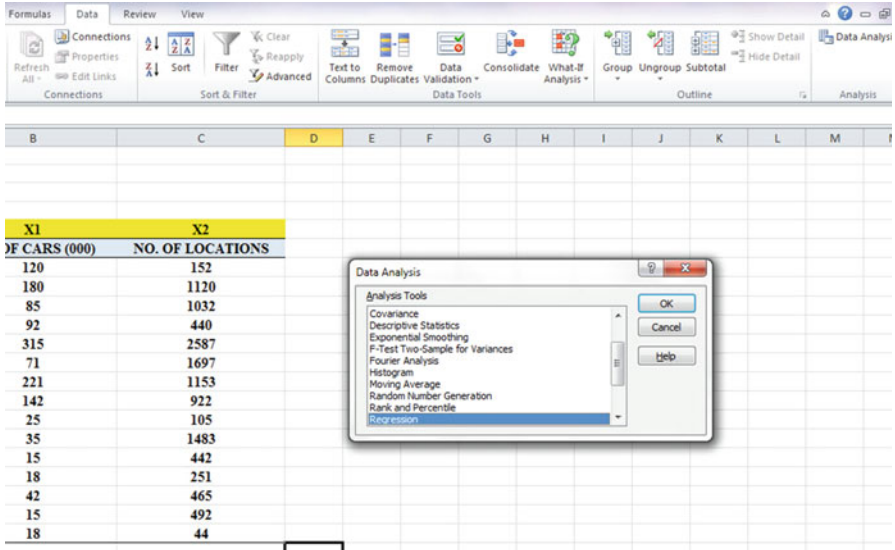 Formulas Data Review View
Connections Clear Show Detail Data Analysi
Properties Reapply Hide Detail
Refresh All Edit Links Sort Filter Advanced Text to Columns Remove Duplicates Data Validation Consolidate What-If Analysis Group Ungroup Subtotal
Connections Sort & Filter Data Tools Outline Analysis
B C D E F G H I J K L M
X1 X2
OF CARS (000) NO. OF LOCATIONS
120 152
180 1120
85 1032
92 440
315 2587
71 1697
221 1153
142 922
25 105
35 1483
15 442
18 251
42 465
15 492
18 44
Data Analysis
Analysis Tools
Covariance
Descriptive Statistics
Exponential Smoothing
F-Test Two-Sample for Variances
Fourier Analysis
Histogram
Moving Average
Random Number Generation
Rank and Percentile
Regression
OK
Cancel
Help